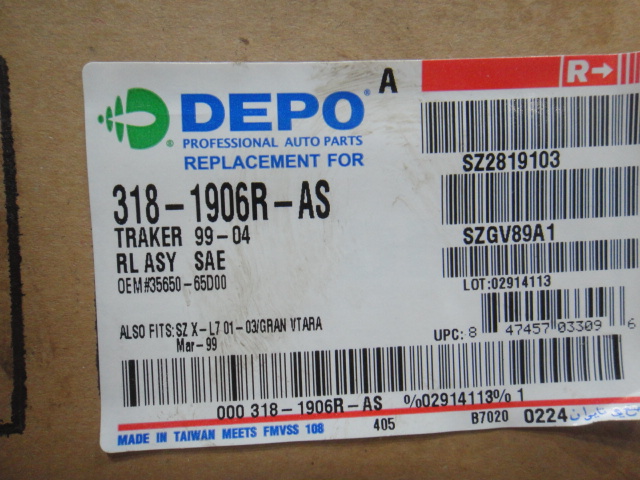 DEPO® A
R→
PROFESSIONAL AUTO PARTS
REPLACEMENT FOR
SZ2819103
318-1906R-AS
TRAKER 99-04
SZGV89A1
RL ASY SAE
OEM#35650-65D00
LOT:02914113
ALSO FITS:SZ X-L7 01-03/GRAN VTARA
Mar-99
UPC: 8 47457 03309 6
000 318-1906R-AS %02914113% 1
MADE IN TAIWAN MEETS FMVSS 108 405 B7020 0224